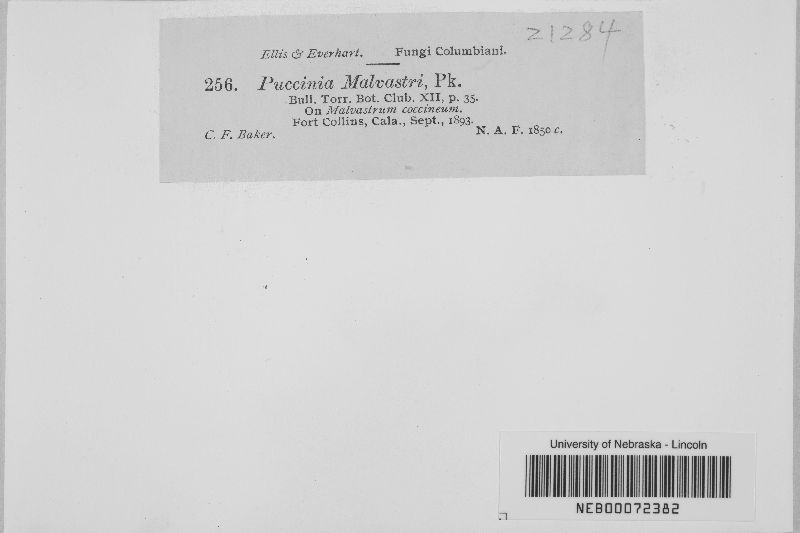 21284
Ellis & Everhart. Fungi Columbiani.
256. Puccinia Malvastri, Pk.
Bull. Torr. Bot. Club. XII, p. 35.
On Malvastrum coccineum.
Fort Collins, Cala., Sept., 1893.
C. F. Baker. N. A. F. 1850 c.
University of Nebraska - Lincoln
NEB00072382